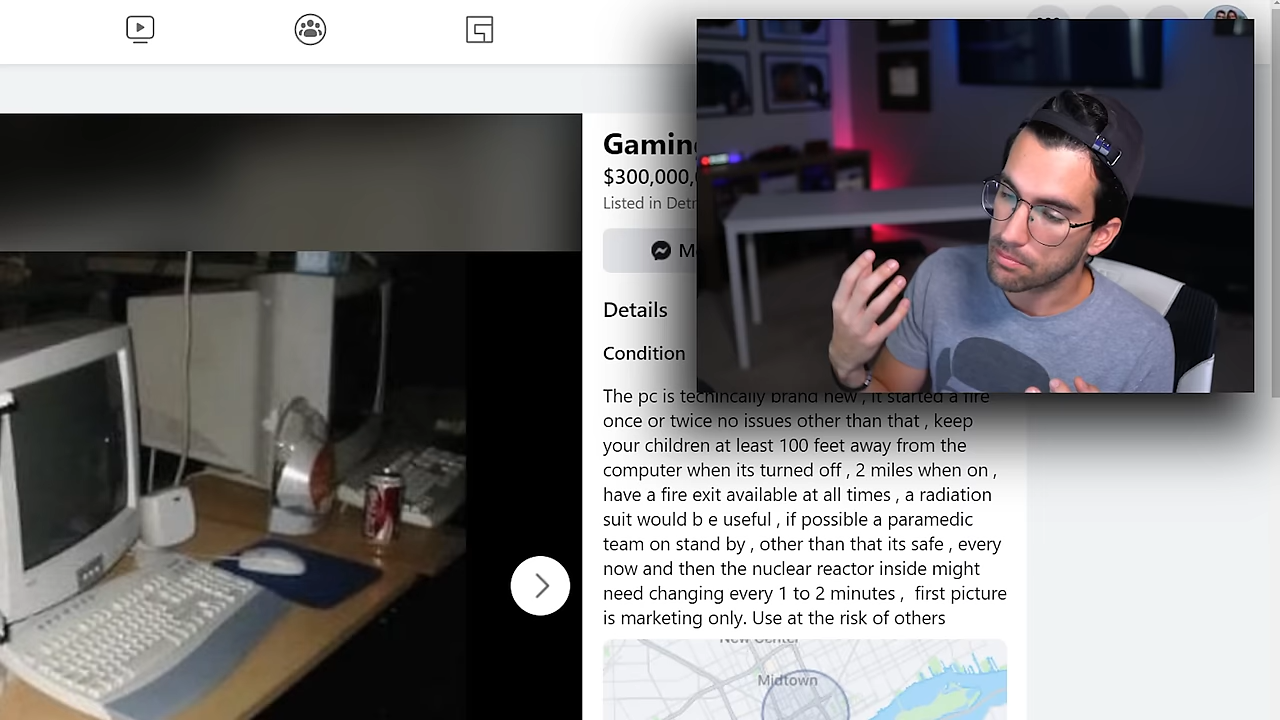 Gaming
$300,000,
Listed in Detr
M
Details
Condition
The pc is techincally brand new , it started a fire
once or twice no issues other than that , keep
your children at least 100 feet away from the
computer when its turned off , 2 miles when on ,
have a fire exit available at all times , a radiation
suit would b e useful , if possible a paramedic
team on stand by , other than that its safe , every
now and then the nuclear reactor inside might
need changing every 1 to 2 minutes ,  first picture
is marketing only. Use at the risk of others
New Center
Midtown